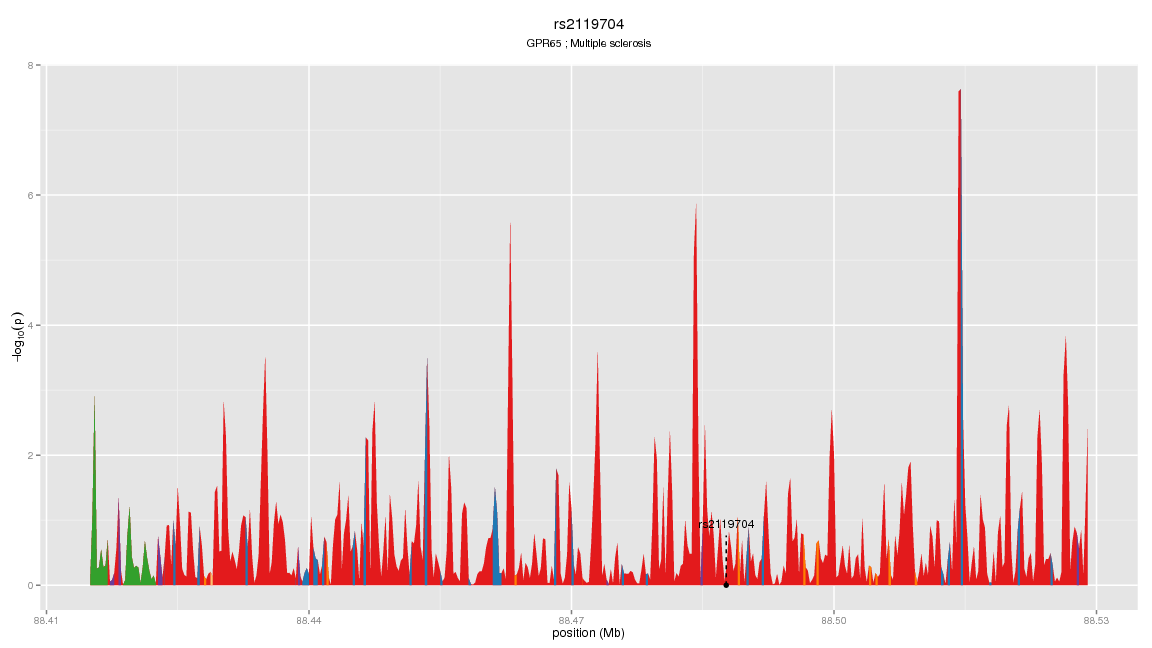 rs2119704
GPR65 ; Multiple sclerosis
8
6
4
2
0
−log10(p)
rs2119704
88.41 88.44 88.47 88.50 88.53
position (Mb)